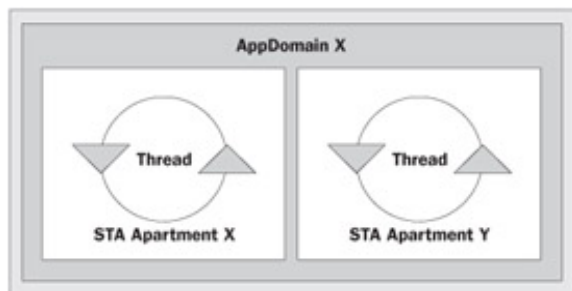 AppDomain X
Thread
Thread
STA Apartment X
STA Apartment Y